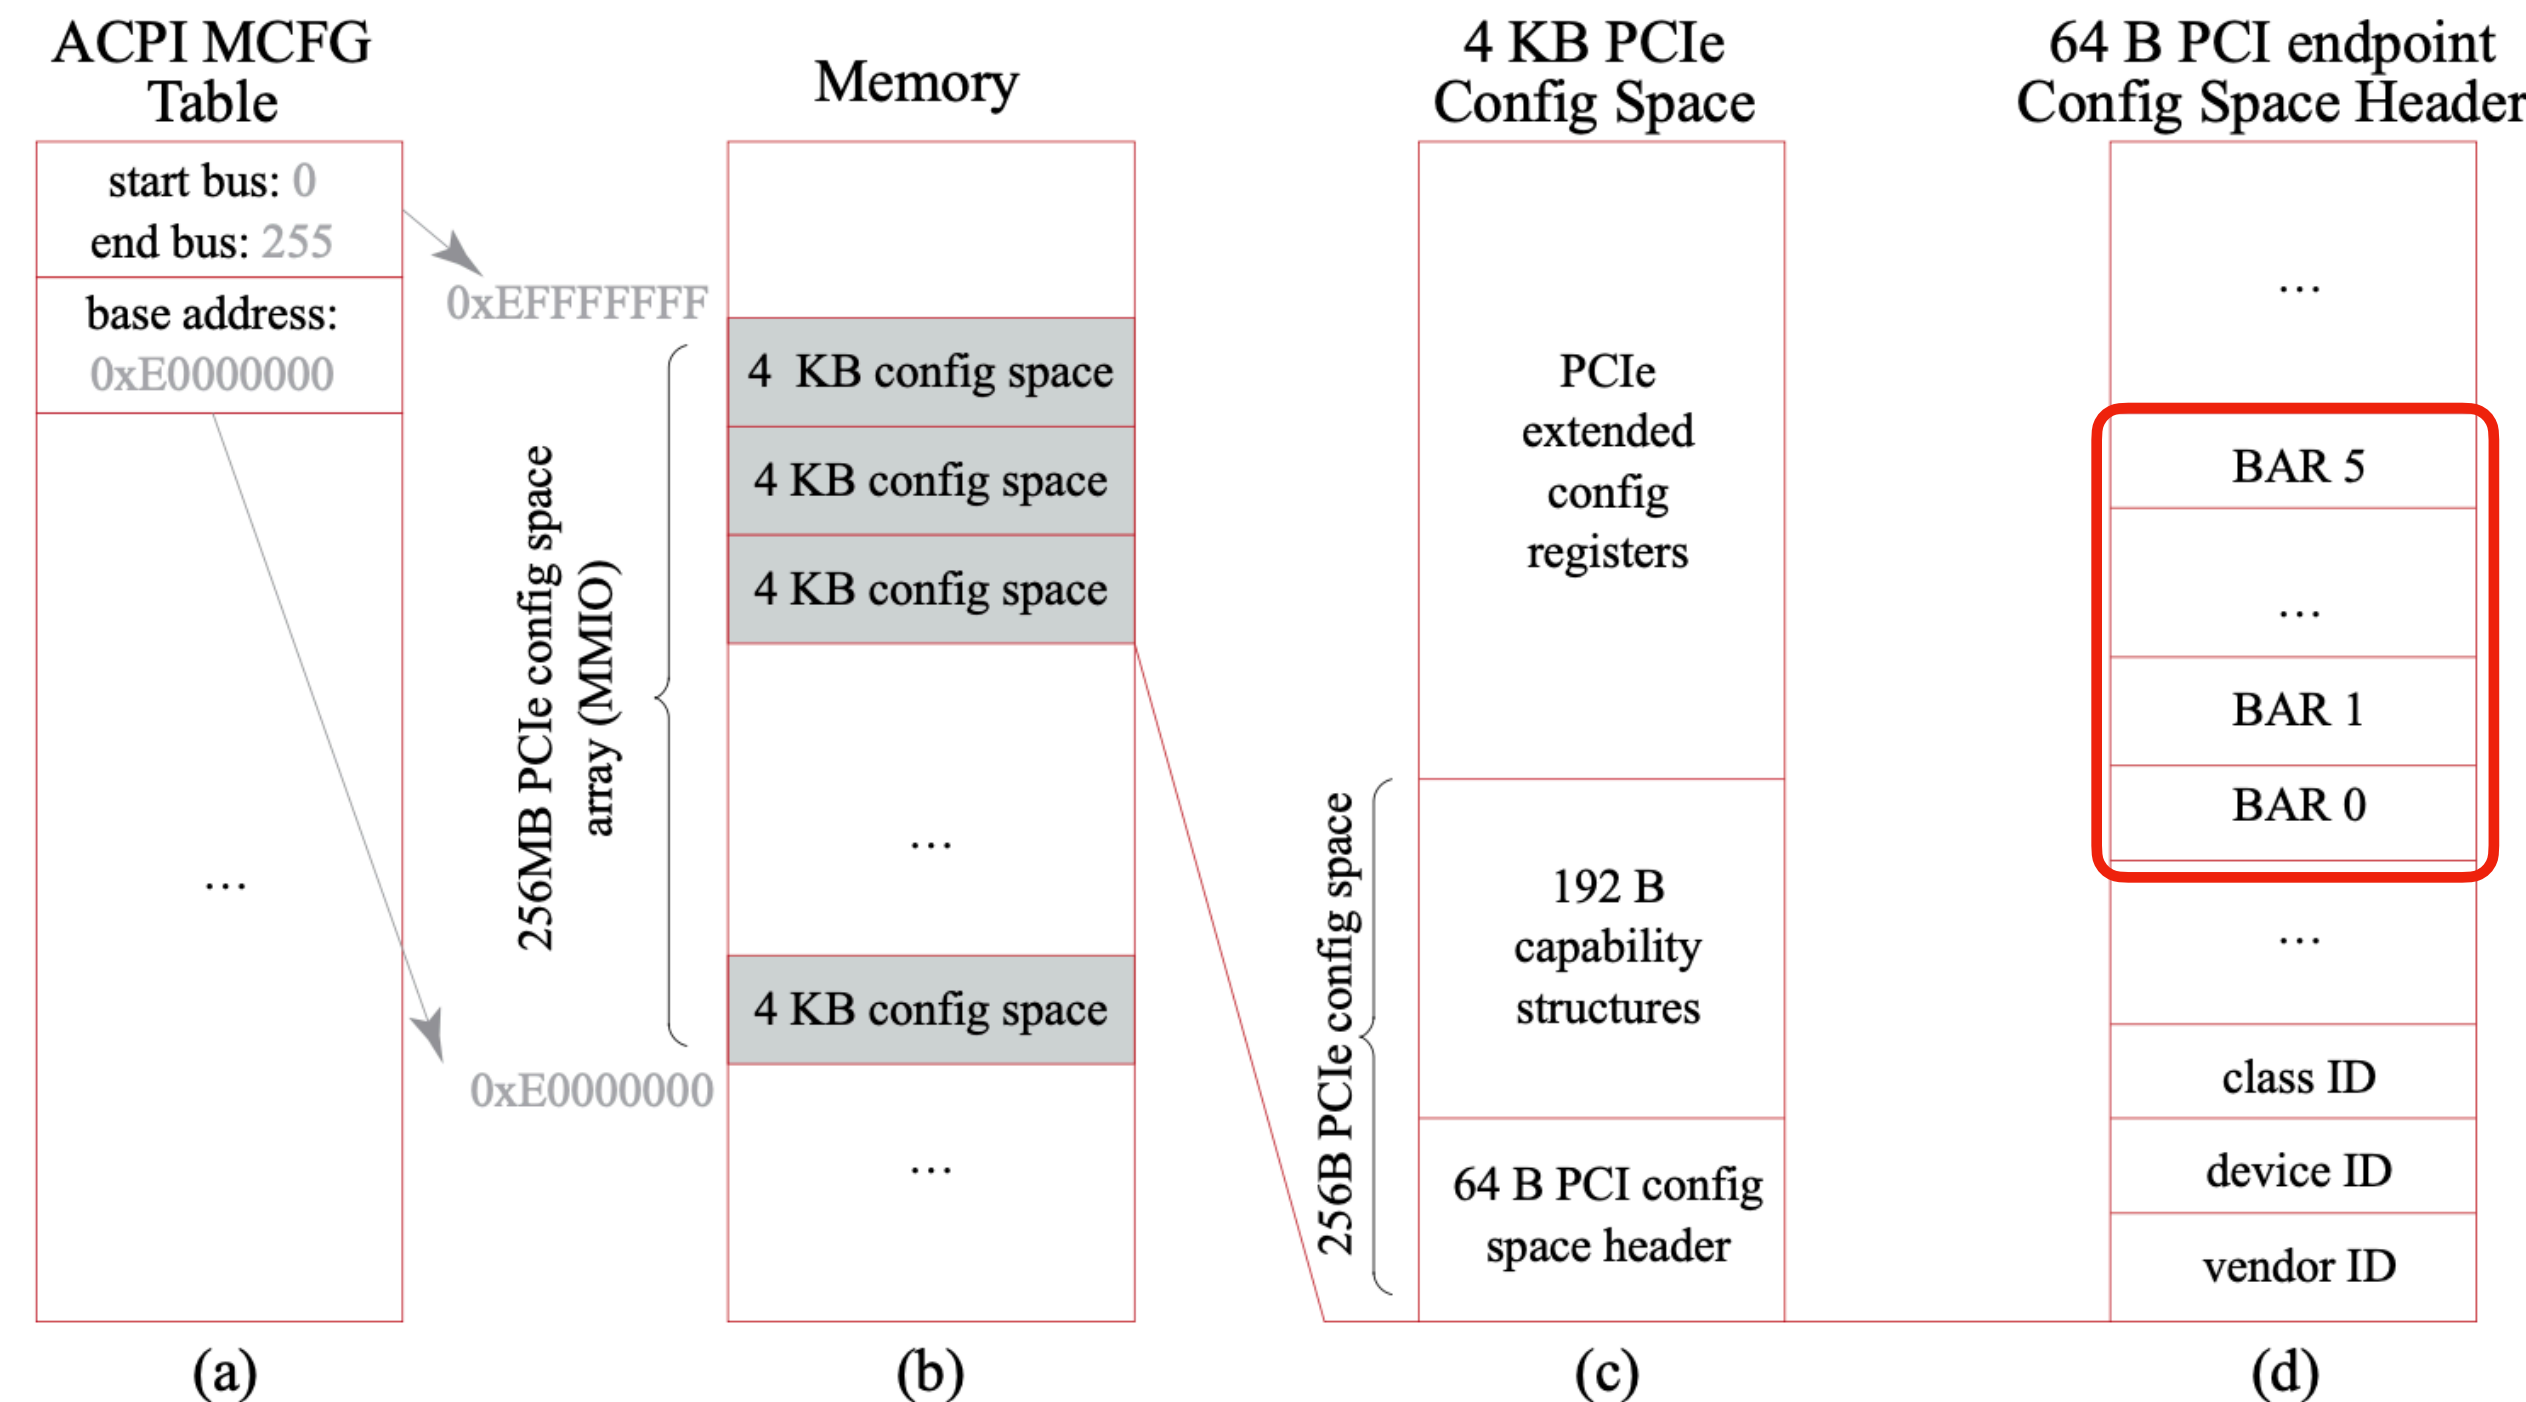 ACPI MCFG
Table
start bus: 0
end bus: 255
base address:
0xE0000000
...
(a)
Memory
0xEFFFFFFF
256MB PCIe config space
array (MMIO)
4 KB config space
4 KB config space
4 KB config space
...
4 KB config space
0xE0000000
...
(b)
4 KB PCIe
Config Space
PCIe
extended
config
registers
256B PCIe config space
192 B
capability
structures
64 B PCI config
space header
(c)
64 B PCI endpoint
Config Space Header
...
BAR 5
...
BAR 1
BAR 0
...
class ID
device ID
vendor ID
(d)